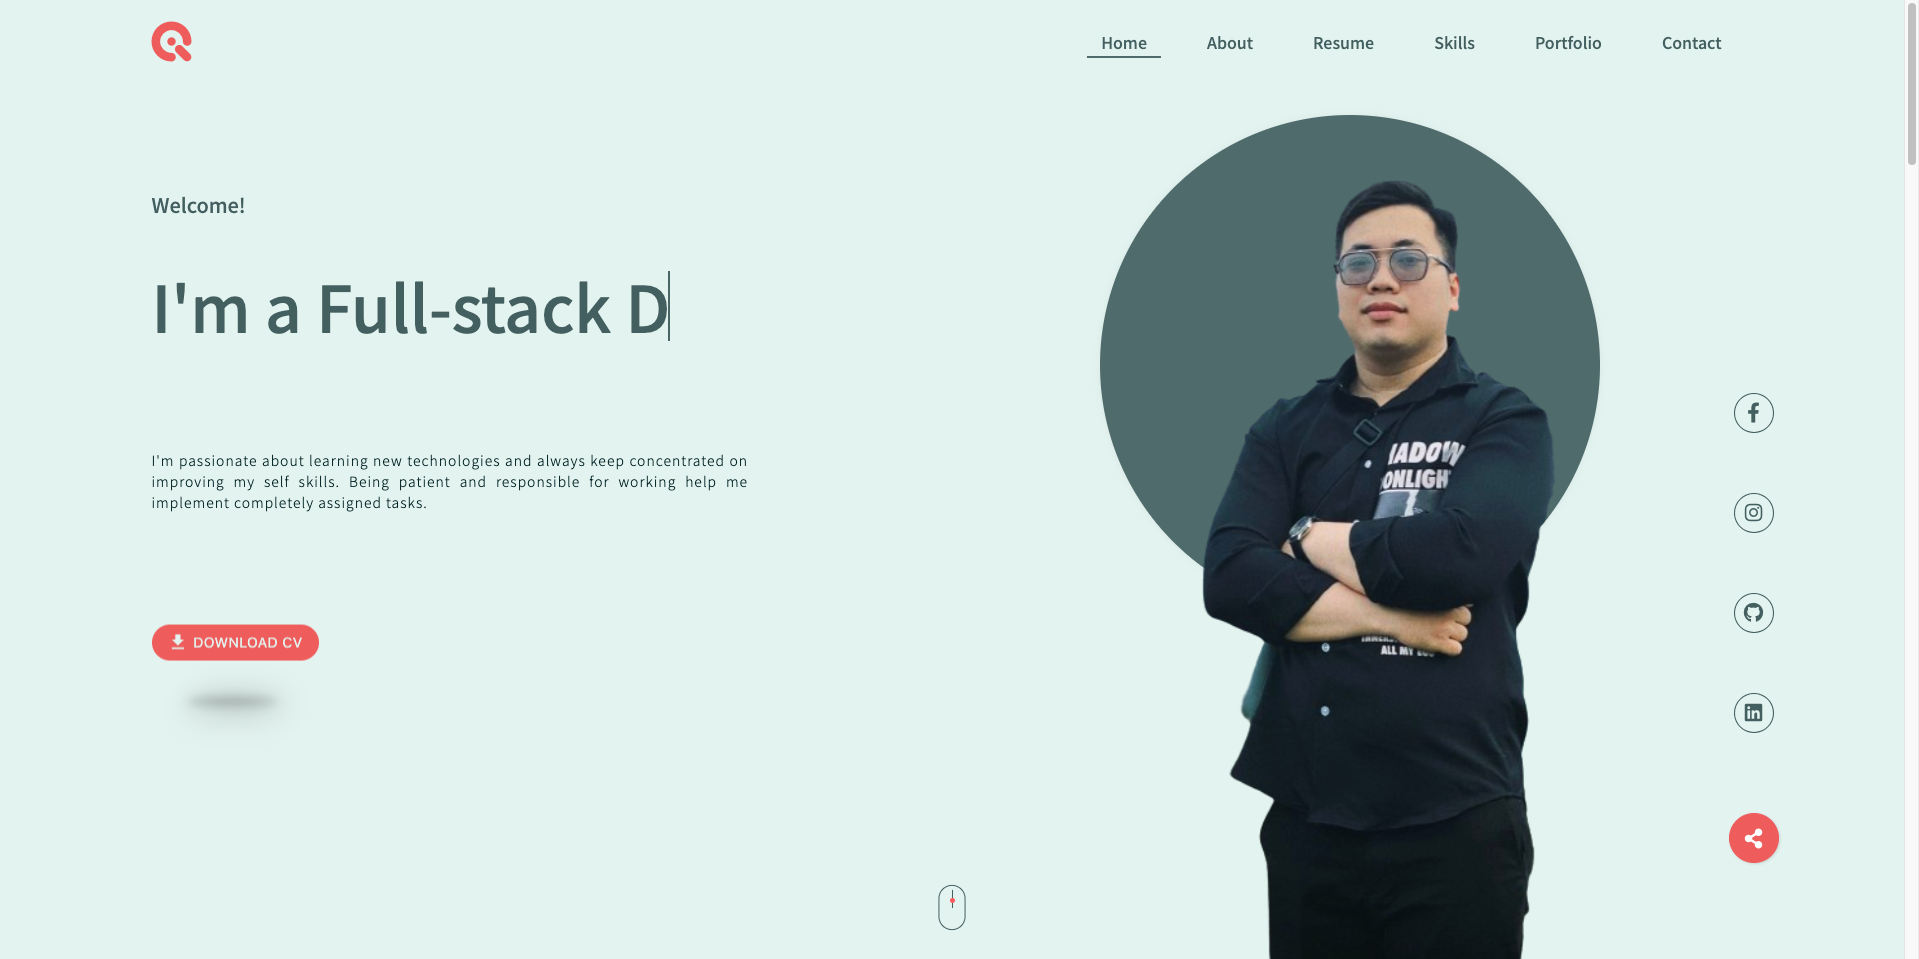 Home About Resume Skills Portfolio Contact
Welcome!
I'm a Full-stack D
I'm passionate about learning new technologies and always keep concentrated on
improving my self skills. Being patient and responsible for working help me
implement completely assigned tasks.
DOWNLOAD CV
ALL MY